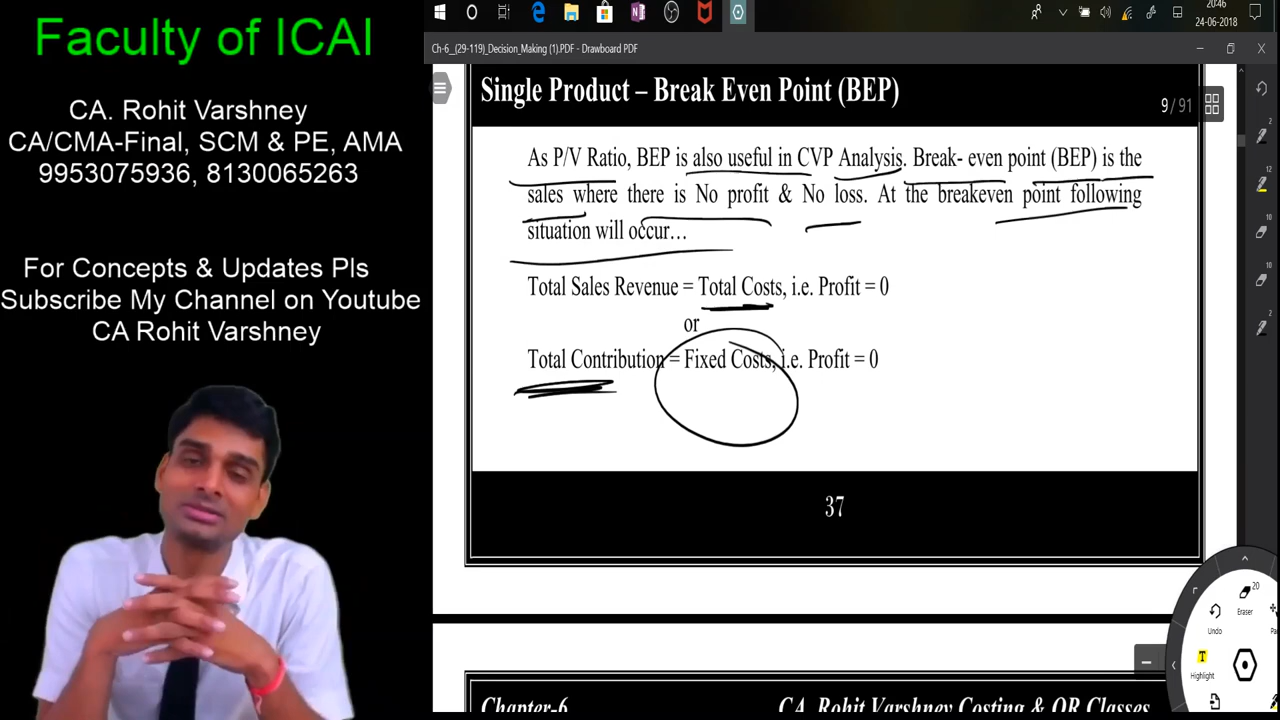 Faculty of ICAI
CA. Rohit Varshney
CA/CMA-Final, SCM & PE, AMA
9953075936, 8130065263
For Concepts & Updates Pls
Subscribe My Channel on Youtube
CA Rohit Varshney
20:46
24-06-2018
Ch-6_(29-119)_Decision_Making (1).PDF - Drawboard PDF
Single Product – Break Even Point (BEP)
9 / 91
As P/V Ratio, BEP is also useful in CVP Analysis. Break- even point (BEP) is the
sales where there is No profit & No loss. At the breakeven point following
situation will occur…
Total Sales Revenue = Total Costs, i.e. Profit = 0
or
Total Contribution = Fixed Costs, i.e. Profit = 0
37
20
Eraser
Undo
T
Highlight
Chapter-6
CA. Rohit Varshney Costing & OR Classes